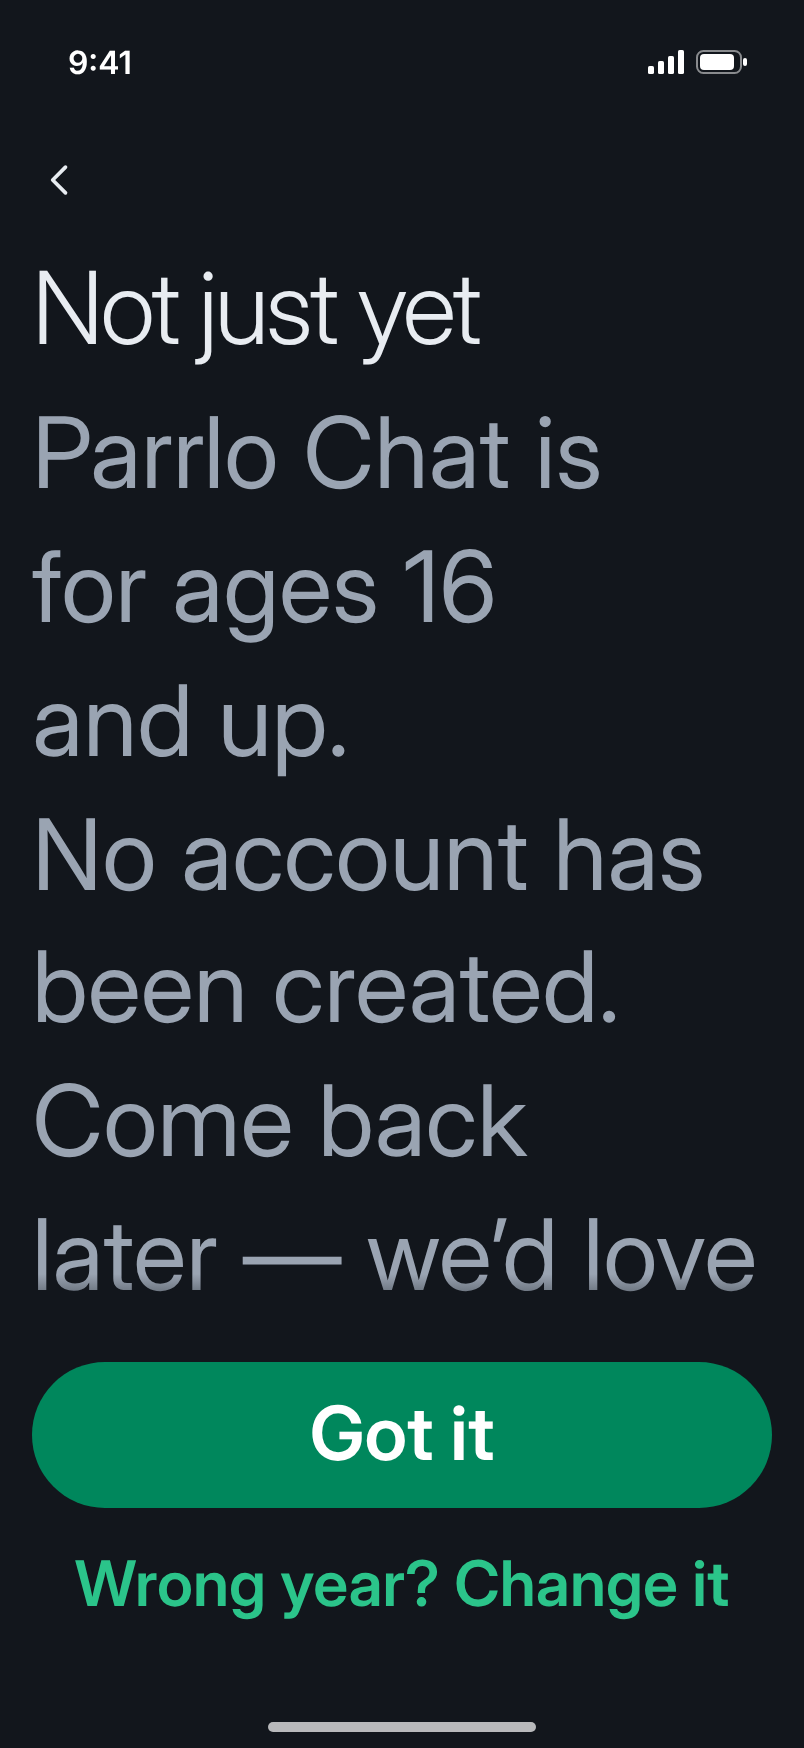 9:41
Not just yet
Parrlo Chat is
for ages 16
and up.
No account has
been created.
Come back
later — we’d love
Got it
Wrong year? Change it